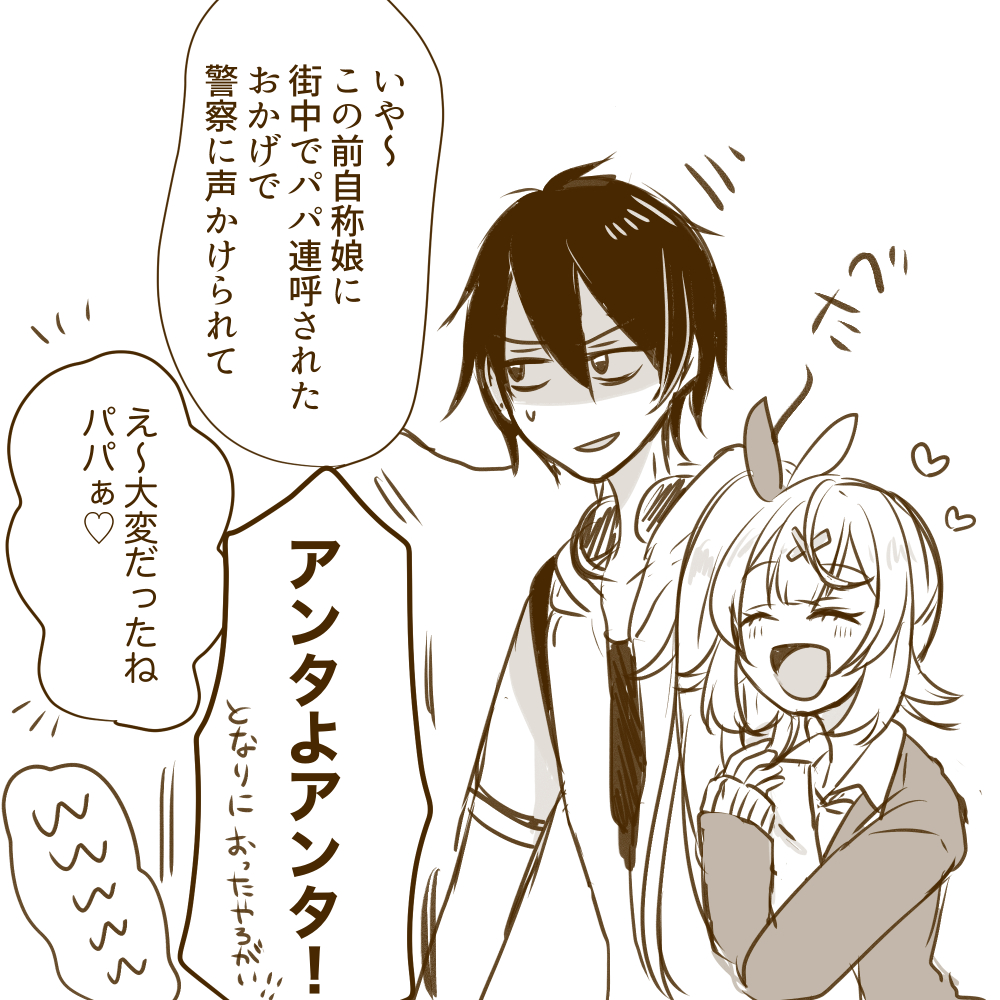 いや〜
この前自称娘に
街中でパパ連呼された
おかげで
警察に声かけられて
え〜大変だったね
パパぁ♡
アンタよアンタ！
となりに おったやろがい!!